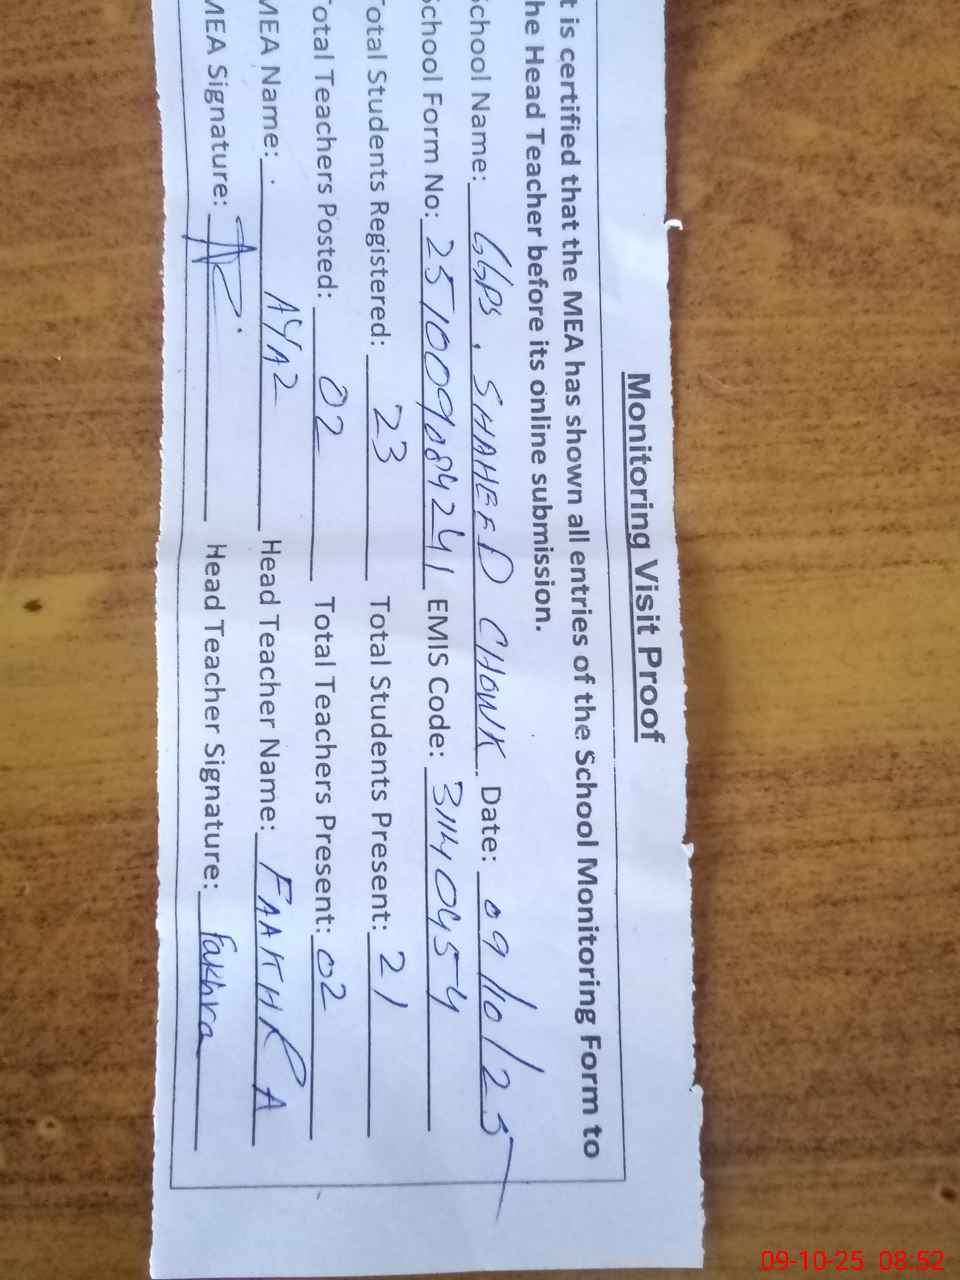 Monitoring Visit Proof
t is certified that the MEA has shown all entries of the School Monitoring Form to
he Head Teacher before its online submission.
School Name: GGPS, SHAHEED CHOWK Date: 09/10/25
School Form No: 251009084241 EMIS Code: 31140454
Total Students Registered: 23 Total Students Present: 21
Total Teachers Posted: 02 Total Teachers Present: 02
MEA Name: AYAZ Head Teacher Name: FAAKHRA
MEA Signature: Head Teacher Signature: Fakhra
09-10-25 08:52